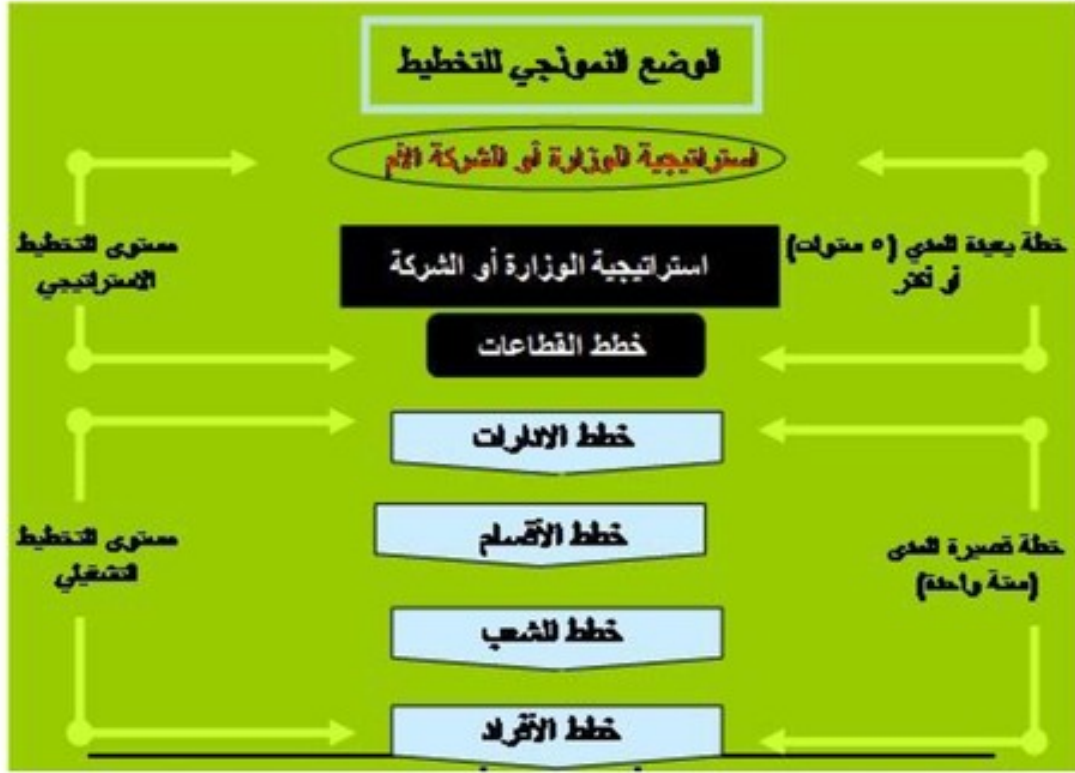 الوضع النموذجي للتخطيط
استراتيجية الوزارة أو الشركة الأم
خطة بعيدة المدي (٥ سنوات)
أو أكثر
استراتيجية الوزارة أو الشركة
مستوى التخطيط
الاستراتيجي
خطط القطاعات
خطط الادارات
خطط الأقسام
خطة قصيرة المدى
(سنة واحدة)
مستوى التخطيط
التشغيلي
خطط الشعب
خطط الأفراد